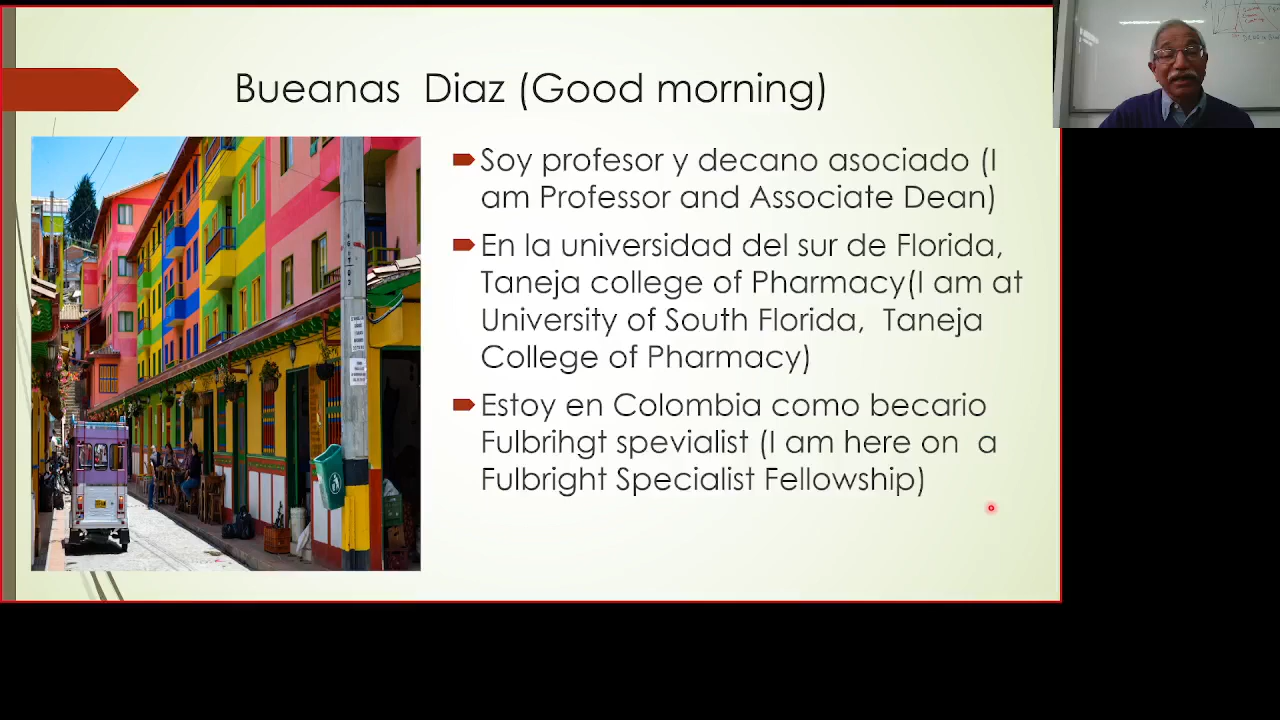 Bueanas Diaz (Good morning)
Soy profesor y decano asociado (I
am Professor and Associate Dean)
En la universidad del sur de Florida,
Taneja college of Pharmacy(I am at
University of South Florida, Taneja
College of Pharmacy)
Estoy en Colombia como becario
Fulbrihgt spevialist (I am here on a
Fulbright Specialist Fellowship)